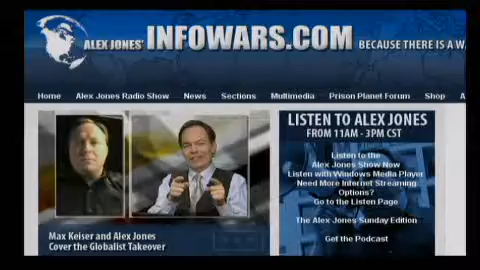 ALEX JONES' INFOWARS.COM BECAUSE THERE IS A WA
Home Alex Jones Radio Show News Sections Multimedia Prison Planet Forum Shop A
LISTEN TO ALEX JONES
FROM 11AM - 3PM CST
Listen to the
Alex Jones Show Now
Listen with Windows Media Player
Need More Internet Streaming
Options?
Go to the Listen Page
The Alex Jones Sunday Edition
Get the Podcast
Max Keiser and Alex Jones
Cover the Globalist Takeover